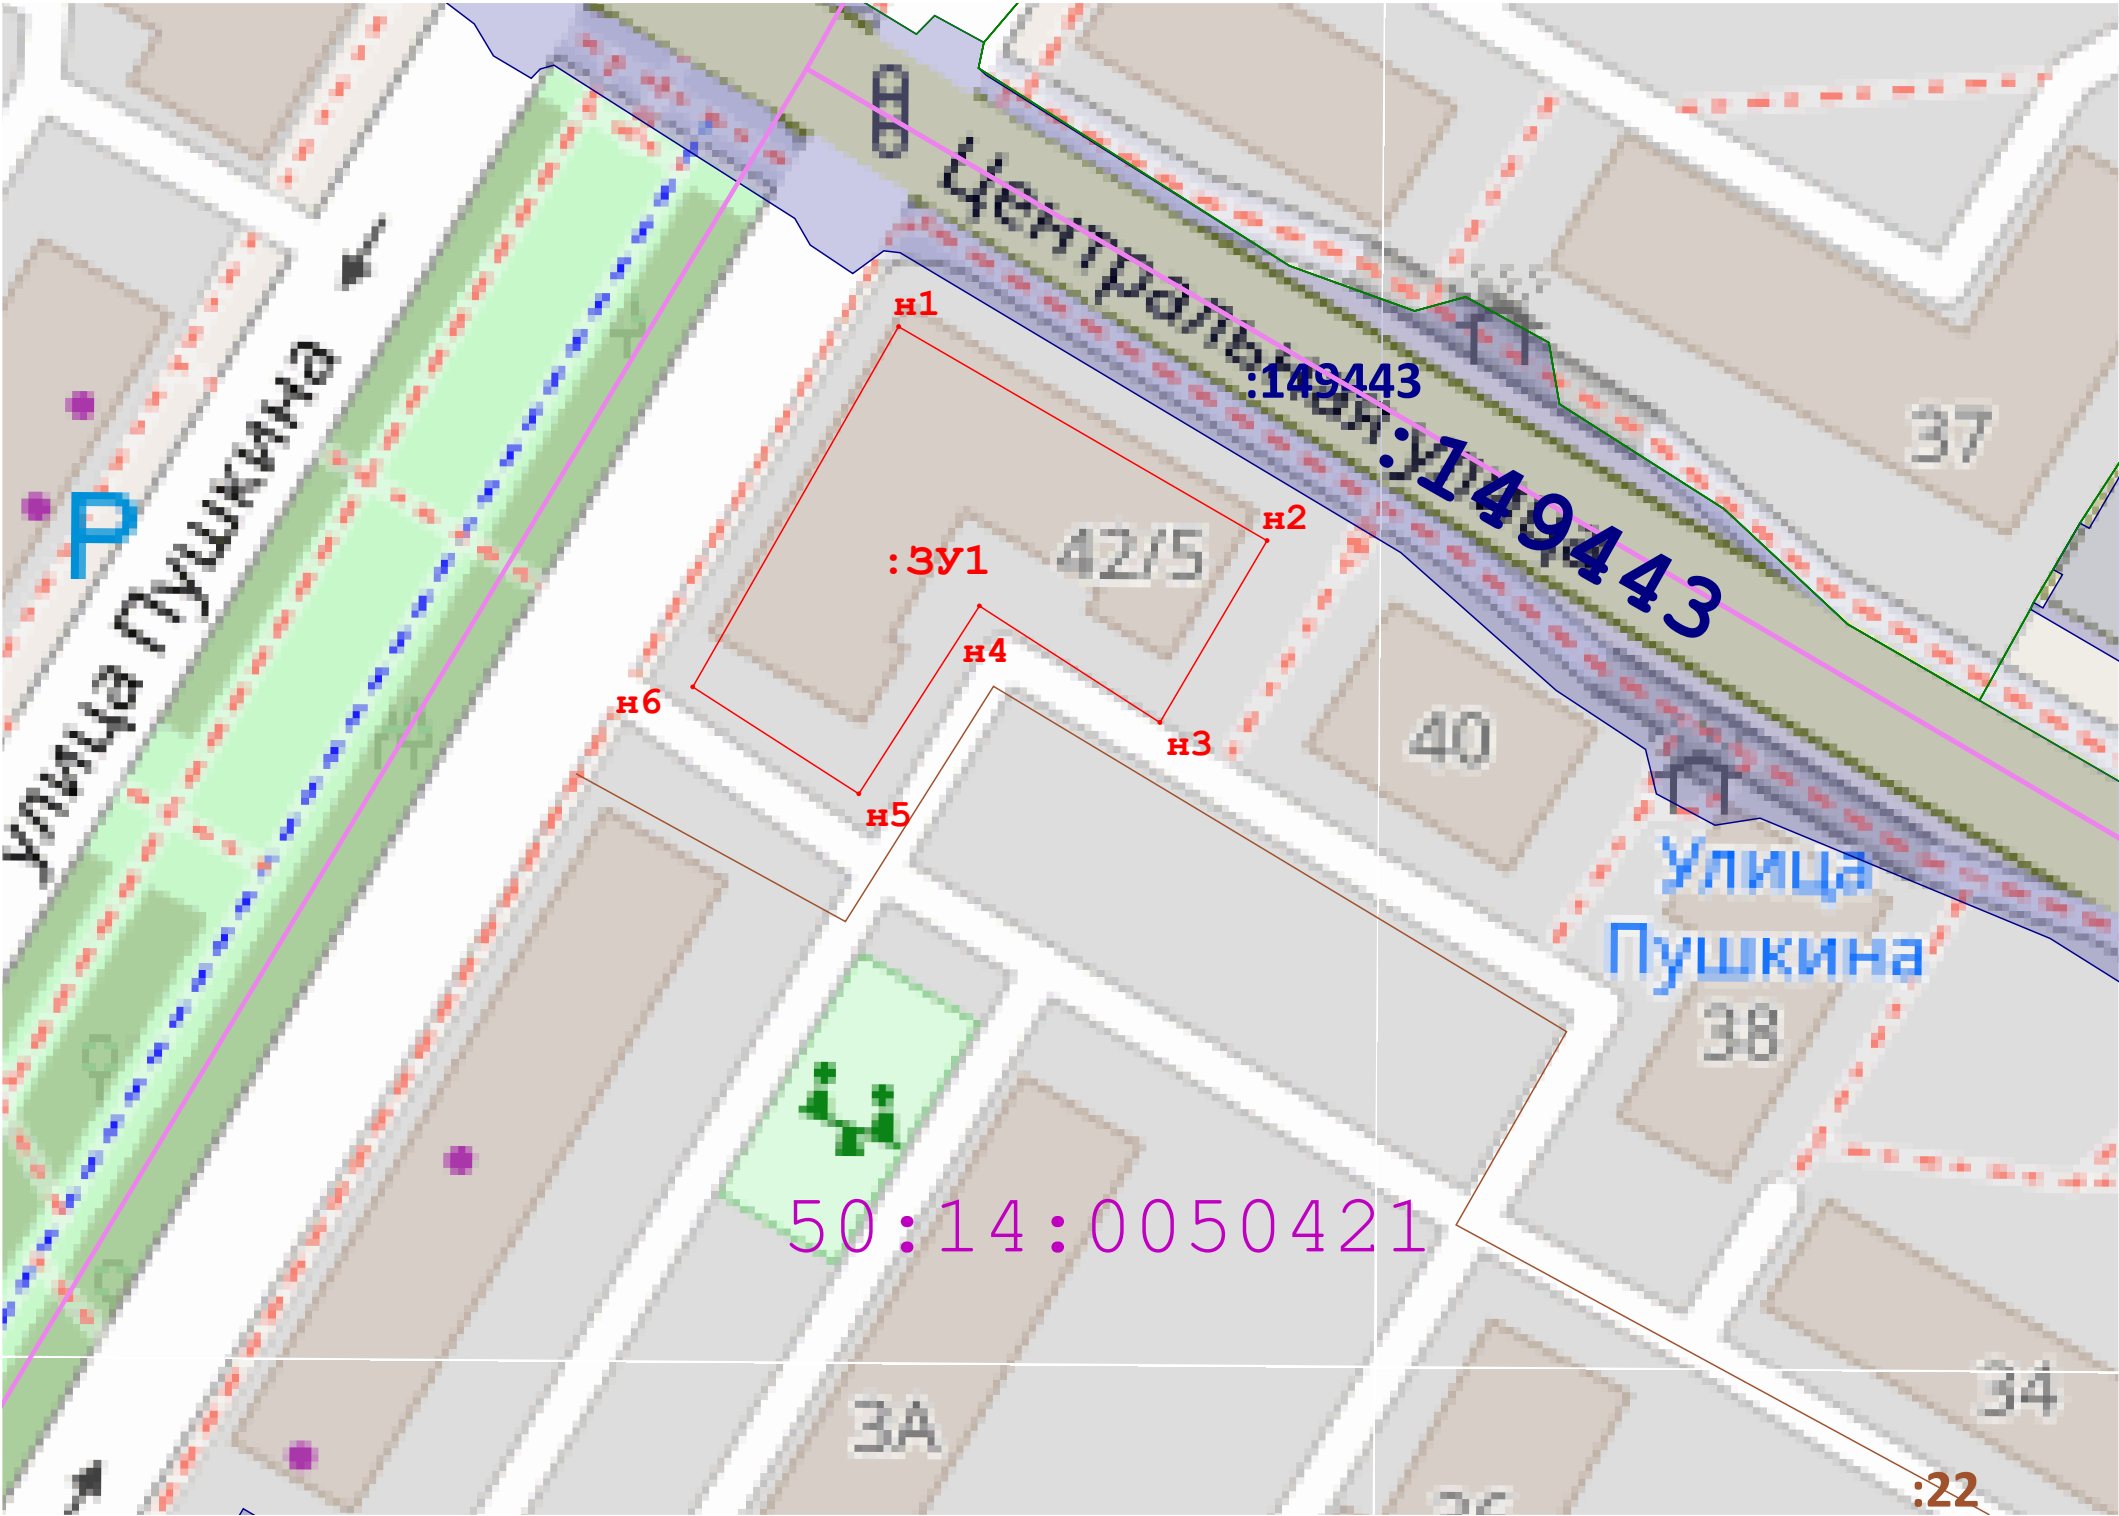 Центральная улица
н1
37
:149443
:149443
улица Пушкина
P
н2
:ЗУ1
42/5
н4
н6
н3
40
н5
Улица
Пушкина
38
50:14:0050421
34
3А
:22